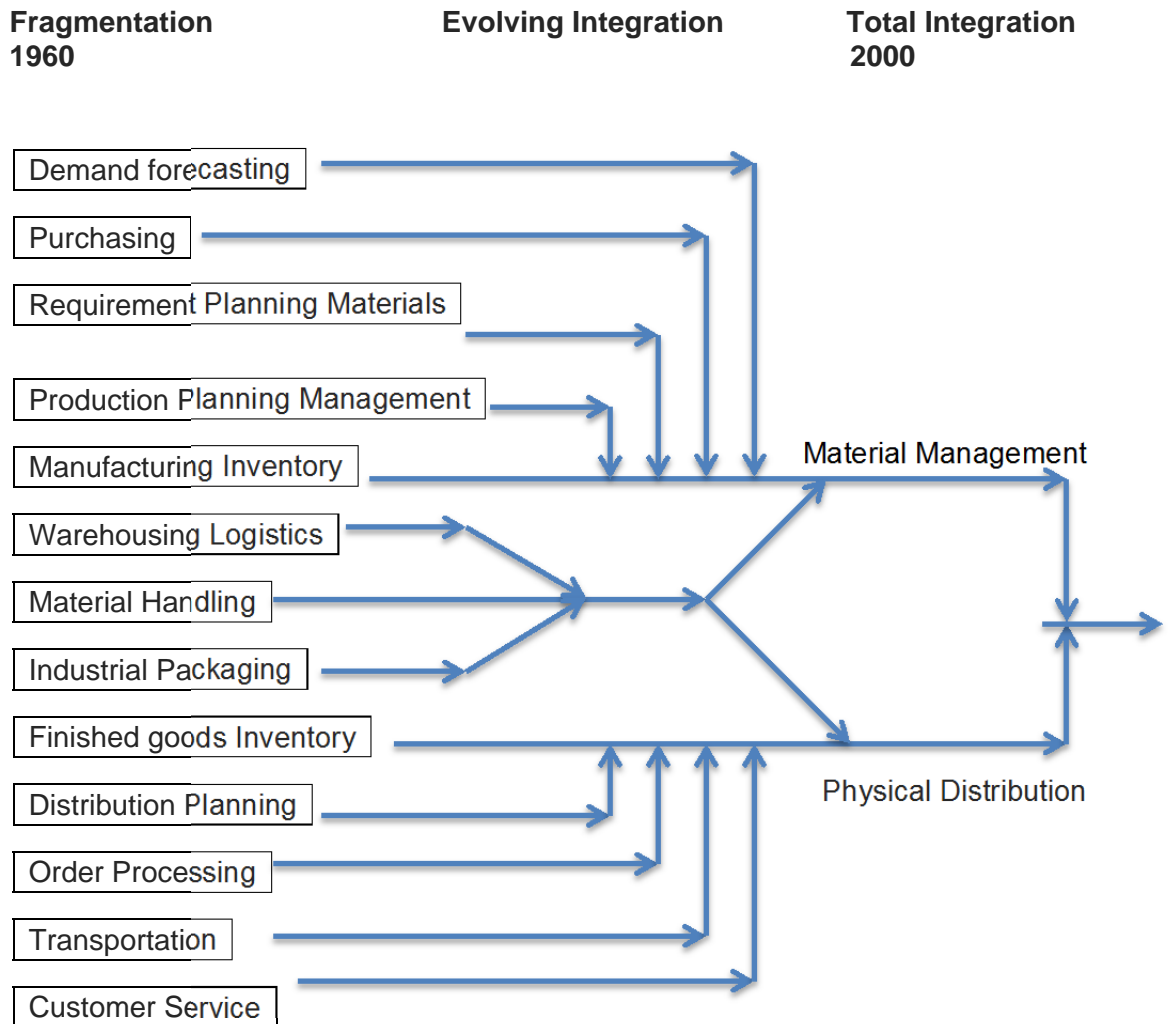 Fragmentation Evolving Integration Total Integration
1960 2000
Demand forecasting
Purchasing
Requirement Planning Materials
Production Planning Management
Material Management
Manufacturing Inventory
Warehousing Logistics
Material Handling
Industrial Packaging
Finished goods Inventory
Physical Distribution
Distribution Planning
Order Processing
Transportation
Customer Service